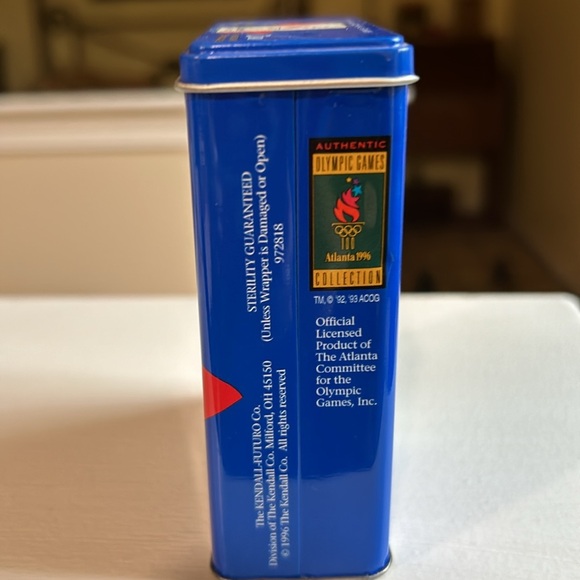 AUTHENTIC
OLYMPIC GAMES
100
Atlanta 1996
COLLECTION
TM, © '92, '93 ACOG
Official
Licensed
Product of
The Atlanta
Committee
for the
Olympic
Games, Inc.
STERILITY GUARANTEED
(Unless Wrapper is Damaged or Open)
972818
The KENDALL-FUTURO Co.
Division of The Kendall Co. Milford, OH 45150
© 1996 The Kendall Co. All rights reserved